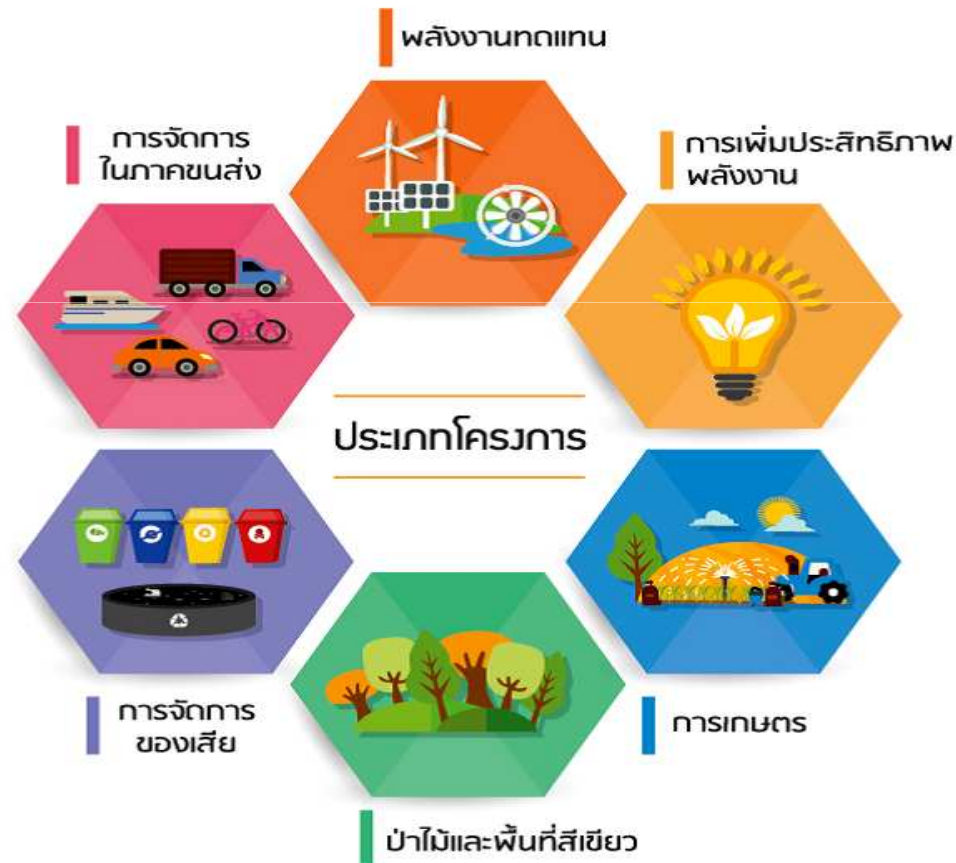 พลังงานทดแทน
การจัดการ
ในภาคขนส่ง
การเพิ่มประสิทธิภาพ
พลังงาน
ประเภทโครงการ
การจัดการ
ของเสีย
การเกษตร
ป่าไม้และพื้นที่สีเขียว